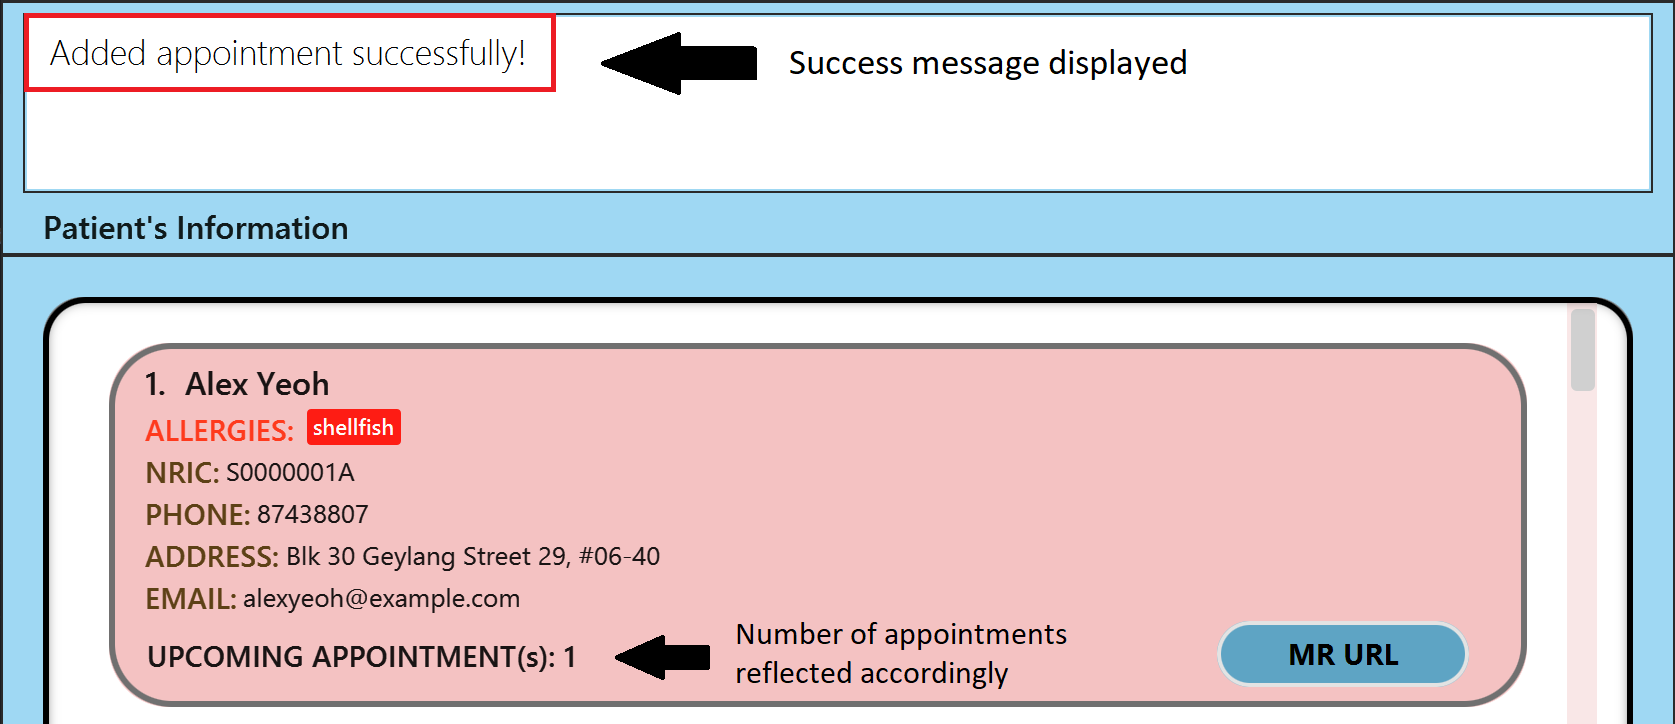 Added appointment successfully!
Success message displayed
Patient's Information
1. Alex Yeoh
ALLERGIES: shellfish
NRIC: S0000001A
PHONE: 87438807
ADDRESS: Blk 30 Geylang Street 29, #06-40
EMAIL: alexyeoh@example.com
UPCOMING APPOINTMENT(s): 1
Number of appointments
reflected accordingly
MR URL